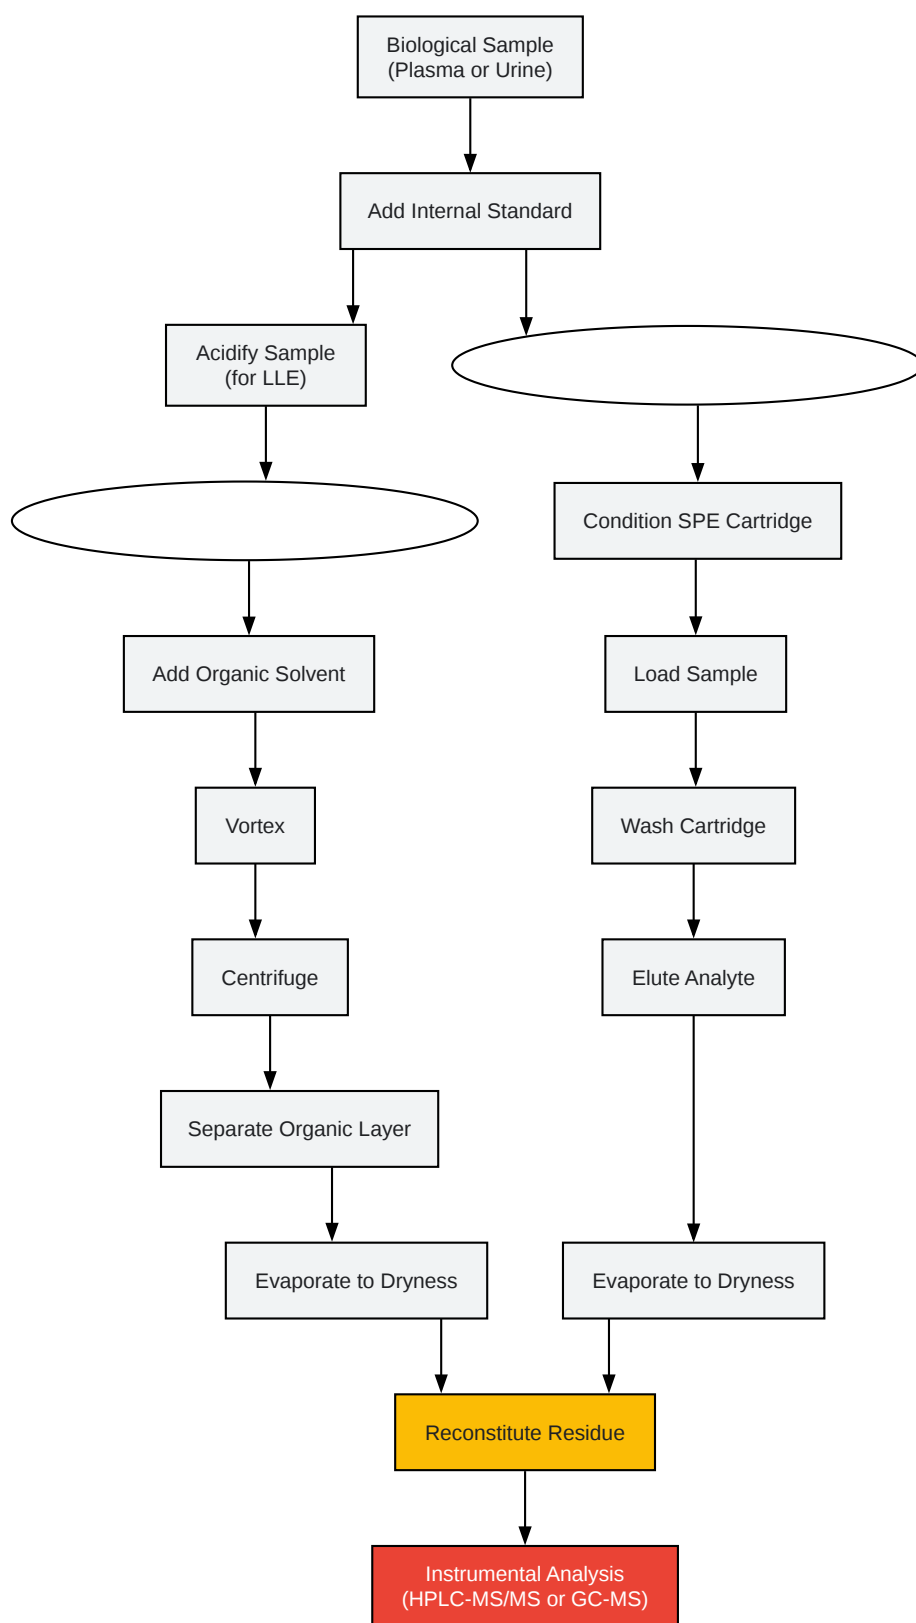 Biological Sample
(Plasma or Urine)
Add Internal Standard
Acidify Sample
(for LLE)
Condition SPE Cartridge
Add Organic Solvent
Load Sample
Vortex
Wash Cartridge
Centrifuge
Elute Analyte
Separate Organic Layer
Evaporate to Dryness
Evaporate to Dryness
Reconstitute Residue
Instrumental Analysis
(HPLC-MS/MS or GC-MS)